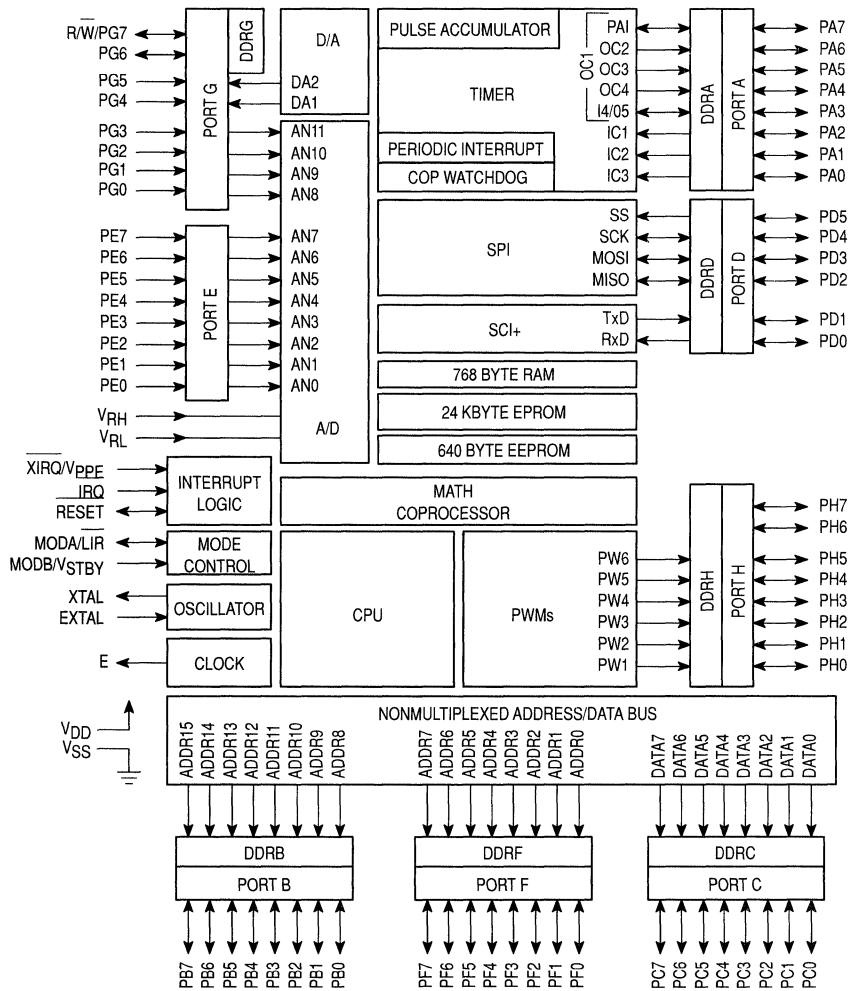 R/W/PG7
PG6
PG5
PG4
PG3
PG2
PG1
PG0
PORT G
DDRG
D/A
DA2
DA1
AN11
AN10
AN9
AN8
PE7
PE6
PE5
PE4
PE3
PE2
PE1
PE0
PORT E
AN7
AN6
AN5
AN4
AN3
AN2
AN1
AN0
VRH
VRL
A/D
PULSE ACCUMULATOR
TIMER
PERIODIC INTERRUPT
COP WATCHDOG
OC1
PAI
OC2
OC3
OC4
I4/05
IC1
IC2
IC3
DDRA
PORT A
PA7
PA6
PA5
PA4
PA3
PA2
PA1
PA0
SPI
SS
SCK
MOSI
MISO
SCI+
TxD
RxD
DDRD
PORT D
PD5
PD4
PD3
PD2
PD1
PD0
768 BYTE RAM
24 KBYTE EPROM
640 BYTE EEPROM
XIRQ/VPPE
IRQ
RESET
INTERRUPT
LOGIC
MATH
COPROCESSOR
MODA/LIR
MODB/VSTBY
MODE
CONTROL
XTAL
EXTAL
OSCILLATOR
E
CLOCK
CPU
PWMs
PW6
PW5
PW4
PW3
PW2
PW1
DDRH
PORT H
PH7
PH6
PH5
PH4
PH3
PH2
PH1
PH0
VDD
VSS
NONMULTIPLEXED ADDRESS/DATA BUS
ADDR15
ADDR14
ADDR13
ADDR12
ADDR11
ADDR10
ADDR9
ADDR8
ADDR7
ADDR6
ADDR5
ADDR4
ADDR3
ADDR2
ADDR1
ADDR0
DATA7
DATA6
DATA5
DATA4
DATA3
DATA2
DATA1
DATA0
DDRB
PORT B
DDRF
PORT F
DDRC
PORT C
PB7
PB6
PB5
PB4
PB3
PB2
PB1
PB0
PF7
PF6
PF5
PF4
PF3
PF2
PF1
PF0
PC7
PC6
PC5
PC4
PC3
PC2
PC1
PC0